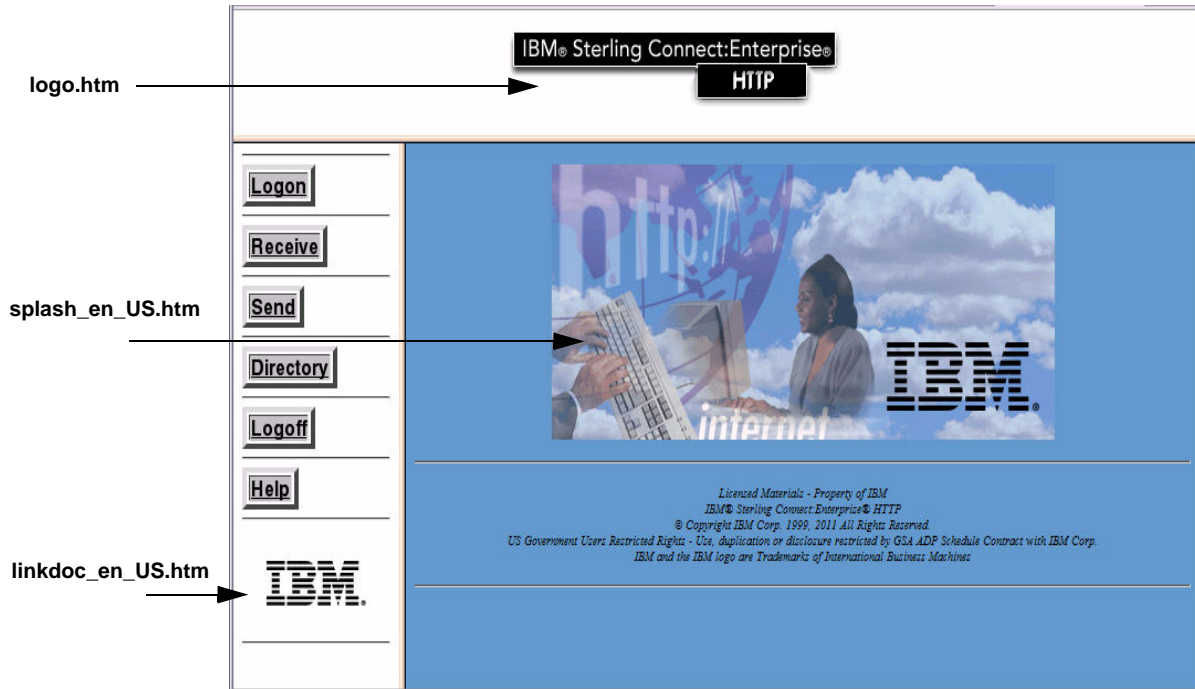 IBM® Sterling Connect:Enterprise®
HTTP
logo.htm
Logon
Receive
Send
Directory
Logoff
Help
splash_en_US.htm
linkdoc_en_US.htm
IBM®
http://
internet
IBM®
Licensed Materials - Property of IBM
IBM® Sterling Connect:Enterprise® HTTP
© Copyright IBM Corp. 1999, 2011 All Rights Reserved.
US Government Users Restricted Rights - Use, duplication or disclosure restricted by GSA ADP Schedule Contract with IBM Corp.
IBM and the IBM logo are Trademarks of International Business Machines